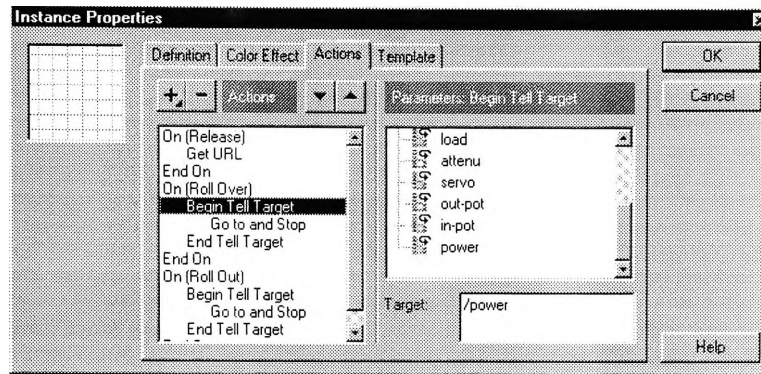 Instance Properties
Definition
Color Effect
Actions
Template
OK
Cancel
Help
Actions
Parameters: Begin Tell Target
On (Release)
Get URL
End On
On (Roll Over)
Begin Tell Target
Go to and Stop
End Tell Target
End On
On (Roll Out)
Begin Tell Target
Go to and Stop
End Tell Target
load
attenu
servo
out-pot
in-pot
power
Target:
/power